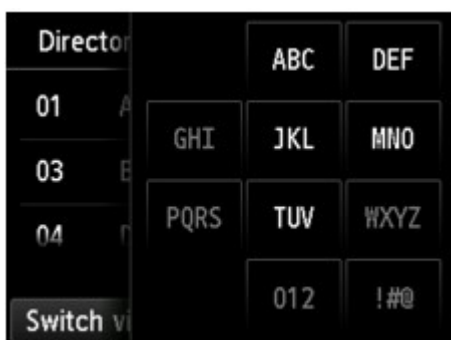 Director
ABC DEF
01 A
GHI JKL MNO
03 B
PQRS TUV WXYZ
04 D
012 !#@
Switch vi